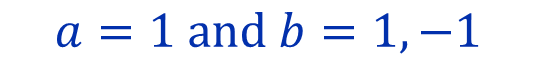 a = 1 and b = 1, −1